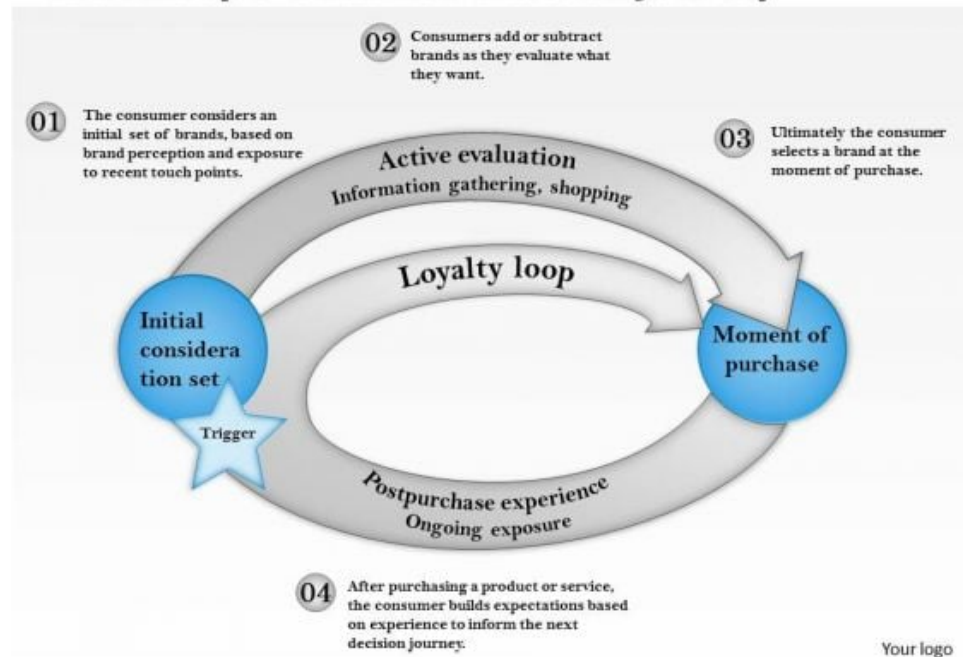 02
Consumers add or subtract
brands as they evaluate what
they want.
01
The consumer considers an
initial set of brands, based on
brand perception and exposure
to recent touch points.
03
Ultimately the consumer
selects a brand at the
moment of purchase.
Active evaluation
Information gathering, shopping
Loyalty loop
Initial
considera
tion set
Trigger
Moment of
purchase
Postpurchase experience
Ongoing exposure
04
After purchasing a product or service,
the consumer builds expectations based
on experience to inform the next
decision journey.
Your logo